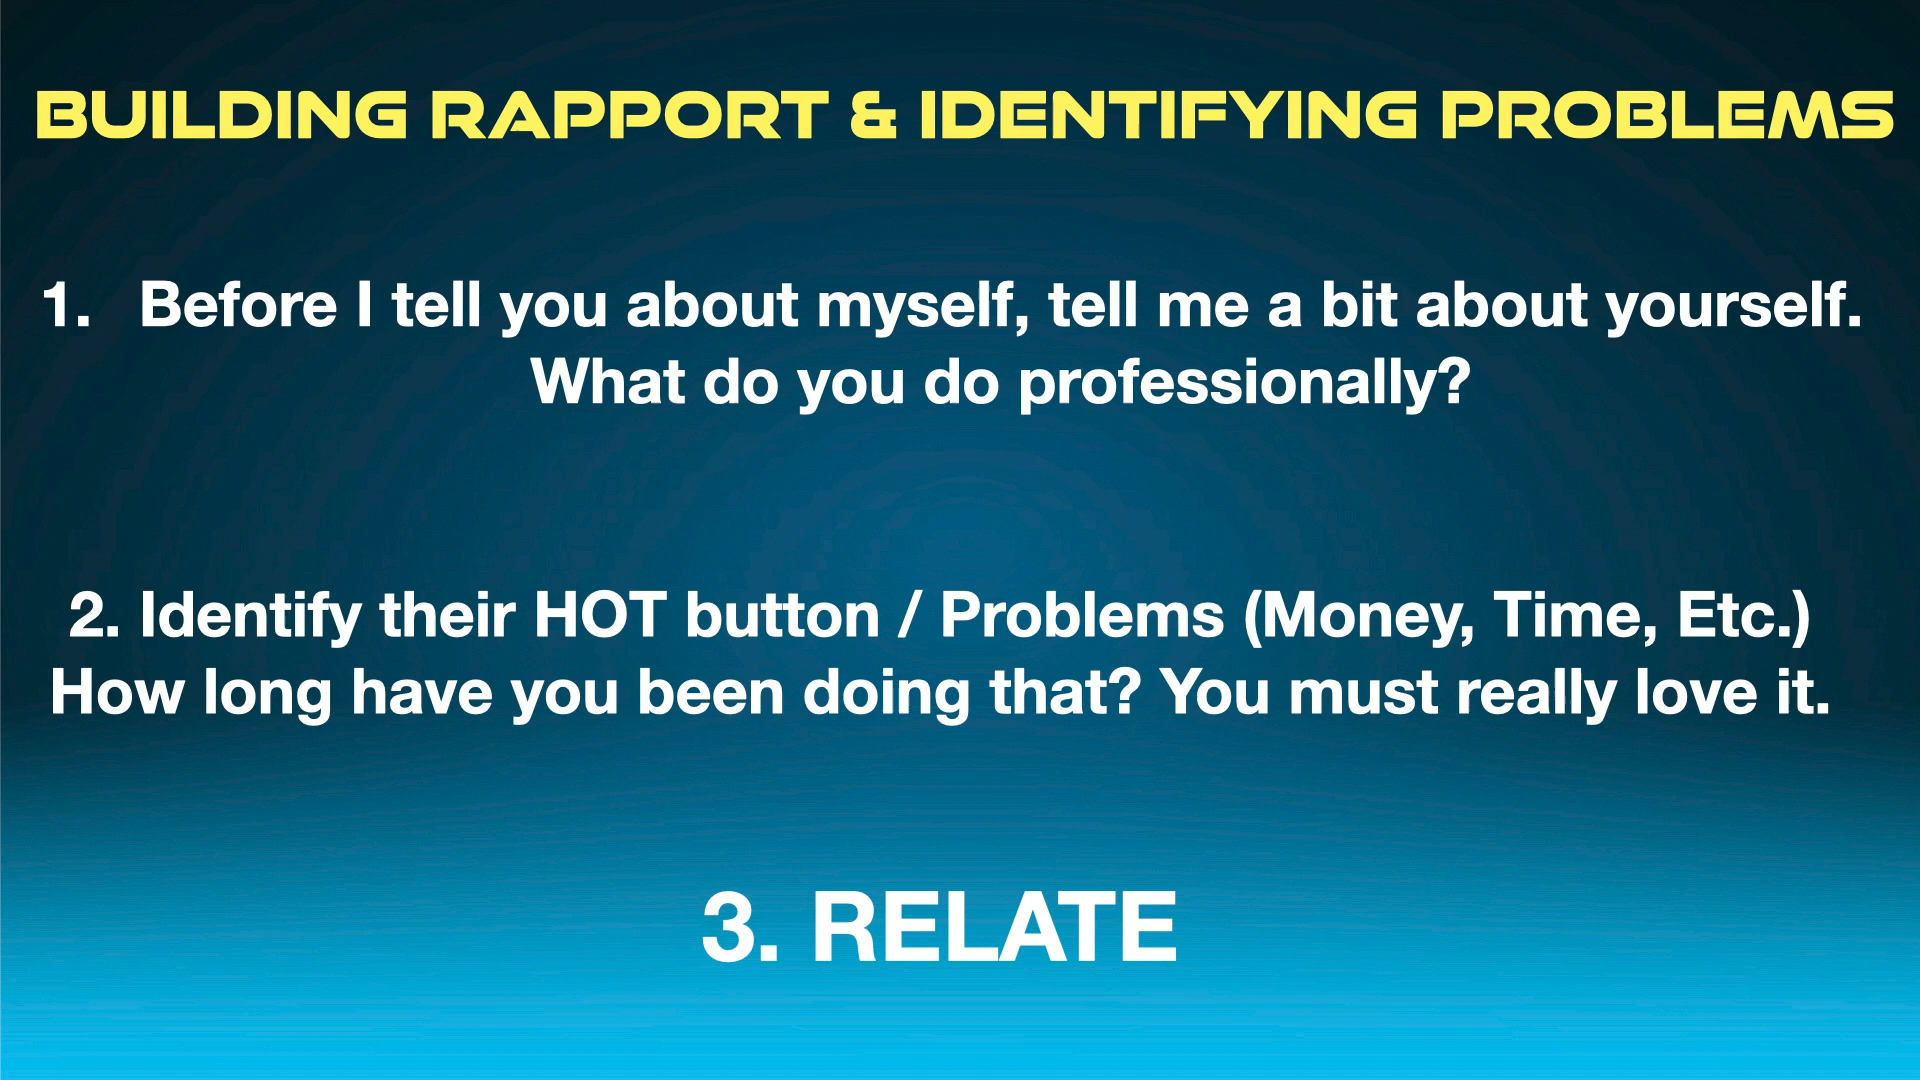 BUILDING RAPPORT & IDENTIFYING PROBLEMS
1. Before I tell you about myself, tell me a bit about yourself.
What do you do professionally?
2. Identify their HOT button / Problems (Money, Time, Etc.)
How long have you been doing that? You must really love it.
3. RELATE